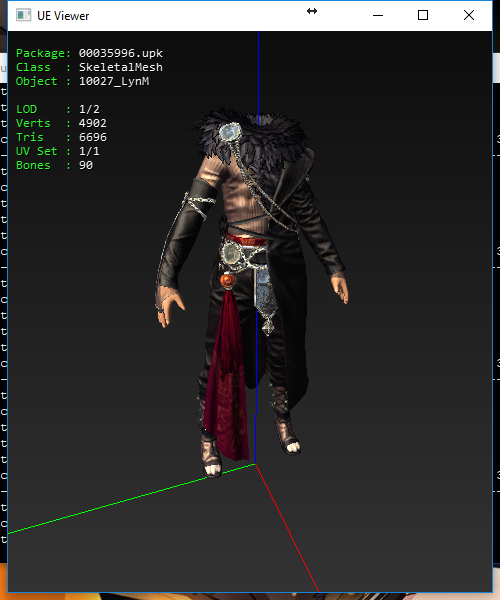 UE Viewer
Package: 00035996.upk
Class : SkeletalMesh
Object : 10027_LynM
LOD : 1/2
Verts : 4902
Tris : 6696
UV Set : 1/1
Bones : 90